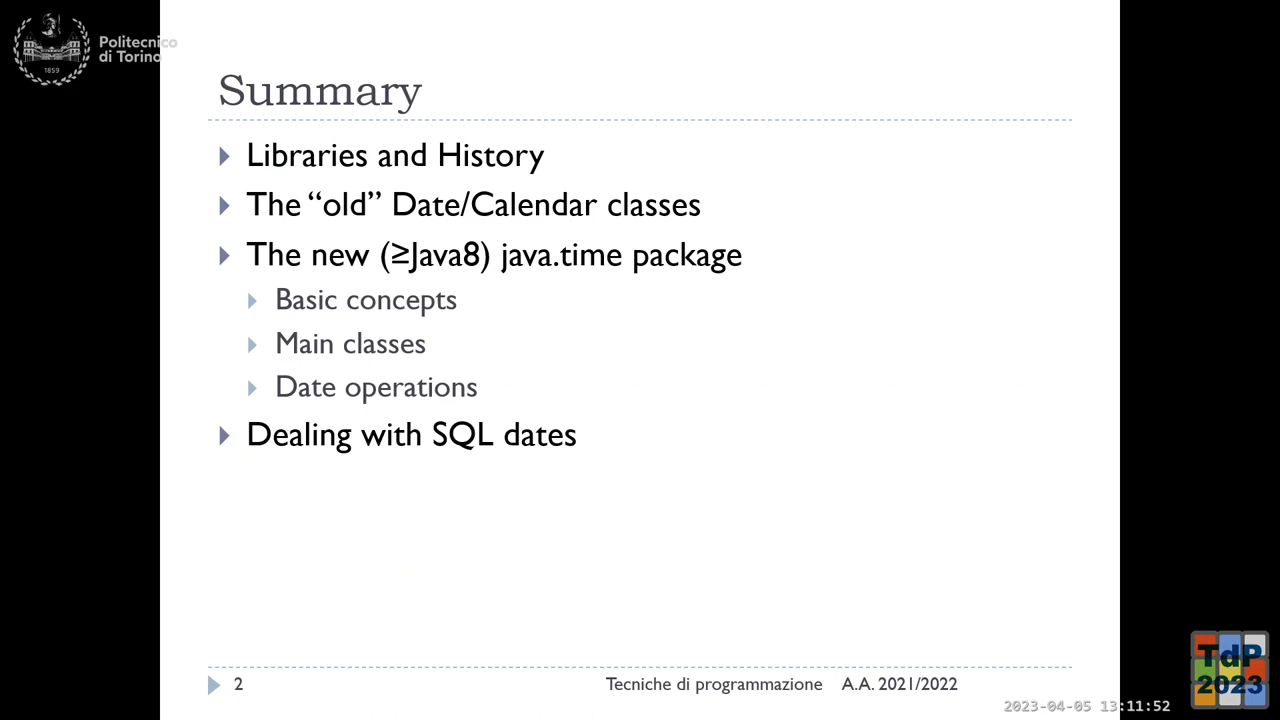 Politecnico
di Torino
1859
Summary
Libraries and History
The “old” Date/Calendar classes
The new (≥Java8) java.time package
Basic concepts
Main classes
Date operations
Dealing with SQL dates
2 Tecniche di programmazione A.A. 2021/2022
2023-04-05 13:11:52
TdP
2023